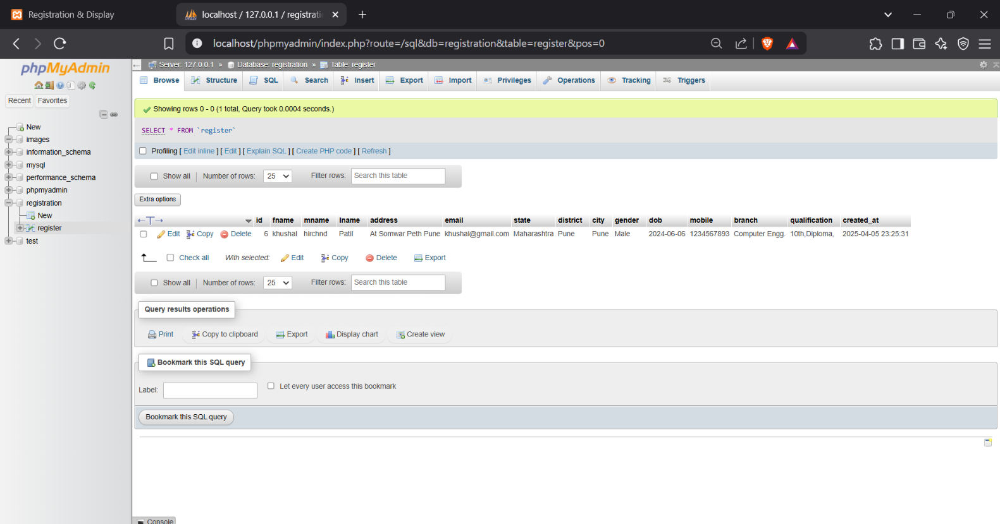 Registration & Display
localhost / 127.0.0.1 / registrati
localhost/phpmyadmin/index.php?route=/sql&db=registration&table=register&pos=0
phpMyAdmin
Recent Favorites
New
images
information_schema
mysql
performance_schema
phpmyadmin
registration
New
register
test
Server: 127.0.0.1 » Database: registration » Table: register
Browse Structure SQL Search Insert Export Import Privileges Operations Tracking Triggers
Showing rows 0 - 0 (1 total, Query took 0.0004 seconds.)
SELECT * FROM `register`
Profiling [ Edit inline ] [ Edit ] [ Explain SQL ] [ Create PHP code ] [ Refresh ]
Show all | Number of rows: 25 Filter rows: Search this table
Extra options
id fname mname lname address email state district city gender dob mobile branch qualification created_at
Edit Copy Delete 6 khushal hirchnd Patil At Somwar Peth Pune khushal@gmail.com Maharashtra Pune Pune Male 2024-06-06 1234567893 Computer Engg. 10th,Diploma, 2025-04-05 23:25:31
Check all With selected: Edit Copy Delete Export
Show all | Number of rows: 25 Filter rows: Search this table
Query results operations
Print Copy to clipboard Export Display chart Create view
Bookmark this SQL query
Label: Let every user access this bookmark
Bookmark this SQL query
Console